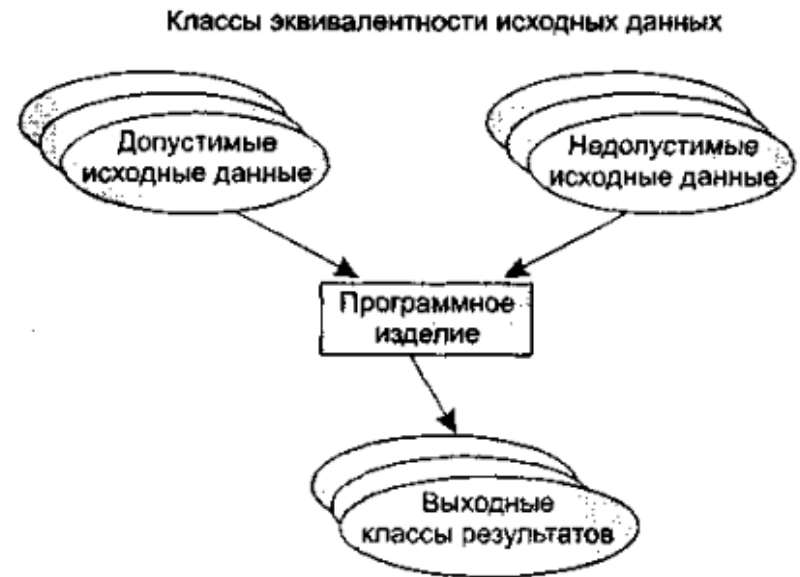 Классы эквивалентности исходных данных
Допустимые
исходные данные
Недопустимые
исходные данные
Программное
изделие
Выходные
классы результатов